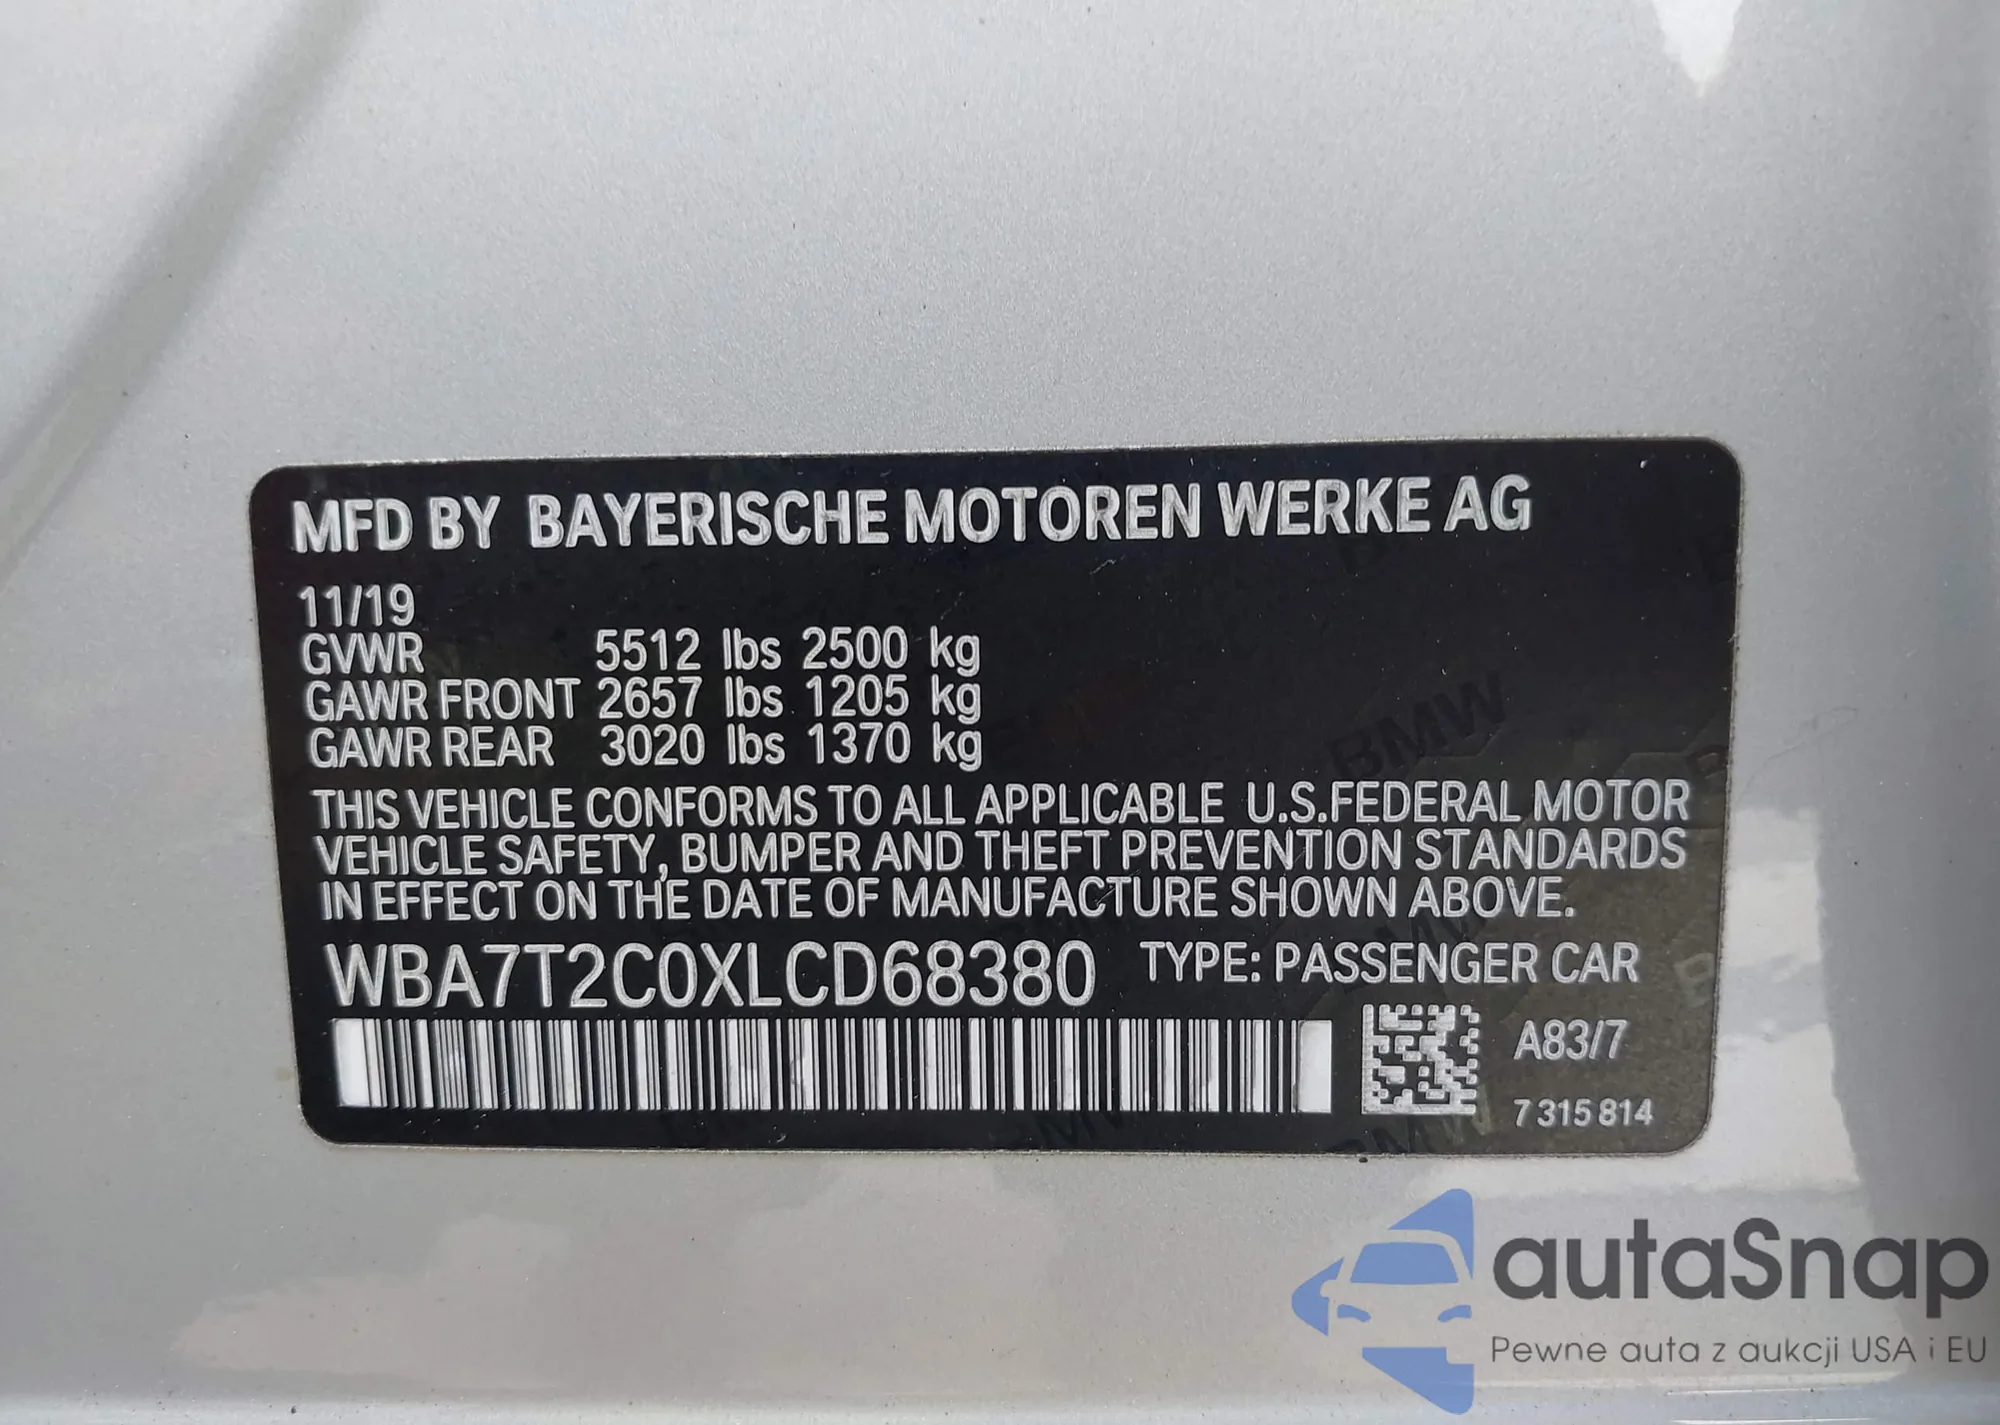 MFD BY BAYERISCHE MOTOREN WERKE AG
11/19
GVWR 5512 lbs 2500 kg
GAWR FRONT 2657 lbs 1205 kg
GAWR REAR 3020 lbs 1370 kg
THIS VEHICLE CONFORMS TO ALL APPLICABLE U.S.FEDERAL MOTOR
VEHICLE SAFETY, BUMPER AND THEFT PREVENTION STANDARDS
IN EFFECT ON THE DATE OF MANUFACTURE SHOWN ABOVE.
WBA7T2C0XLCD68380 TYPE: PASSENGER CAR
A83/7
7 315 814
BMW
autaSnap
Pewne auta z aukcji USA i EU